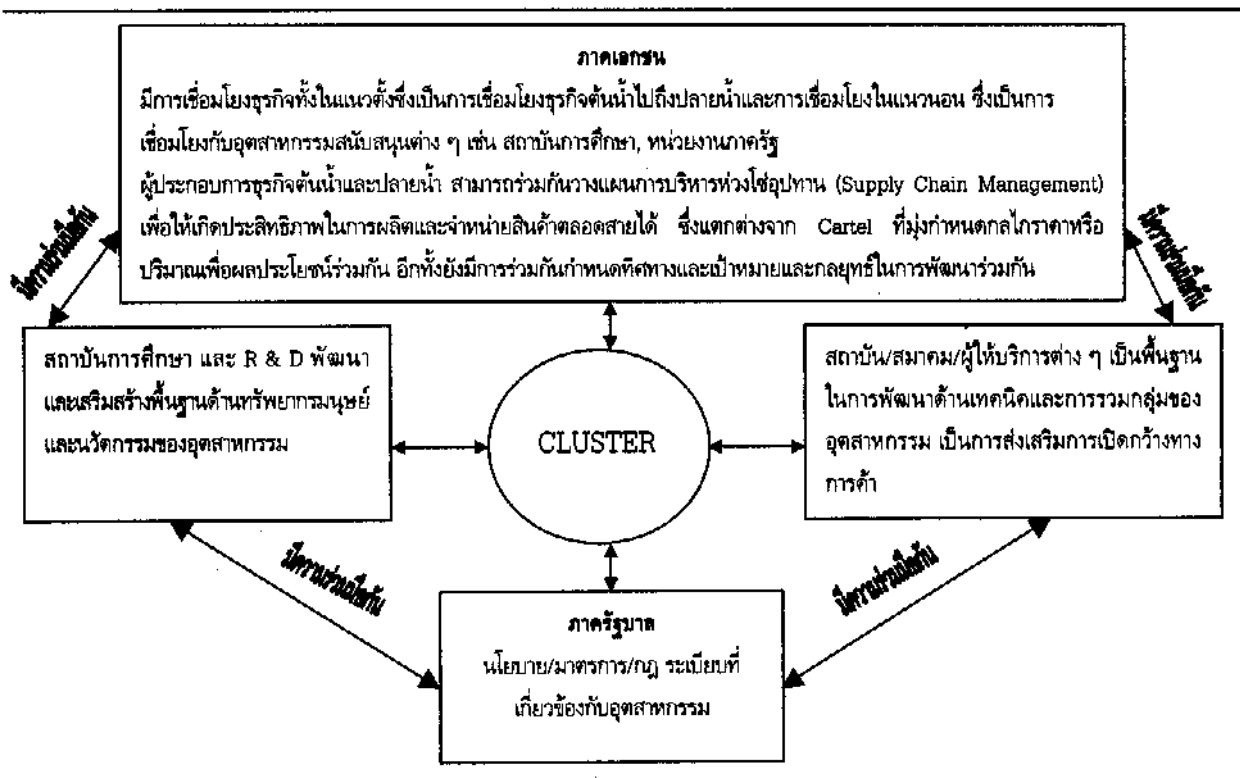 ภาคเอกชน
มีการเชื่อมโยงธุรกิจทั้งในแนวตั้งซึ่งเป็นการเชื่อมโยงธุรกิจต้นน้ำไปถึงปลายน้ำและการเชื่อมโยงในแนวนอน ซึ่งเป็นการ
เชื่อมโยงกับอุตสาหกรรมสนับสนุนต่าง ๆ เช่น สถาบันการศึกษา, หน่วยงานภาครัฐ
ผู้ประกอบการธุรกิจต้นน้ำและปลายน้ำ สามารถร่วมกันวางแผนการบริหารห่วงโซ่อุปทาน (Supply Chain Management)
เพื่อให้เกิดประสิทธิภาพในการผลิตและจำหน่ายสินค้าตลอดสายได้ ซึ่งแตกต่างจาก Cartel ที่มุ่งกำหนดกลไกราคาหรือ
ปริมาณเพื่อผลประโยชน์ร่วมกัน อีกทั้งยังมีการร่วมกันกำหนดทิศทางและเป้าหมายและกลยุทธ์ในการพัฒนาร่วมกัน
มีความร่วมมือกัน
มีความร่วมมือกัน
สถาบันการศึกษา และ R & D พัฒนา
และเสริมสร้างพื้นฐานด้านทรัพยากรมนุษย์
และนวัตกรรมของอุตสาหกรรม
CLUSTER
สถาบัน/สมาคม/ผู้ให้บริการต่าง ๆ เป็นพื้นฐาน
ในการพัฒนาด้านเทคนิคและการรวมกลุ่มของ
อุตสาหกรรม เป็นการส่งเสริมการเปิดกว้างทาง
การค้า
มีความร่วมมือกัน
มีความร่วมมือกัน
ภาครัฐบาล
นโยบาย/มาตรการ/กฎ ระเบียบที่
เกี่ยวข้องกับอุตสาหกรรม